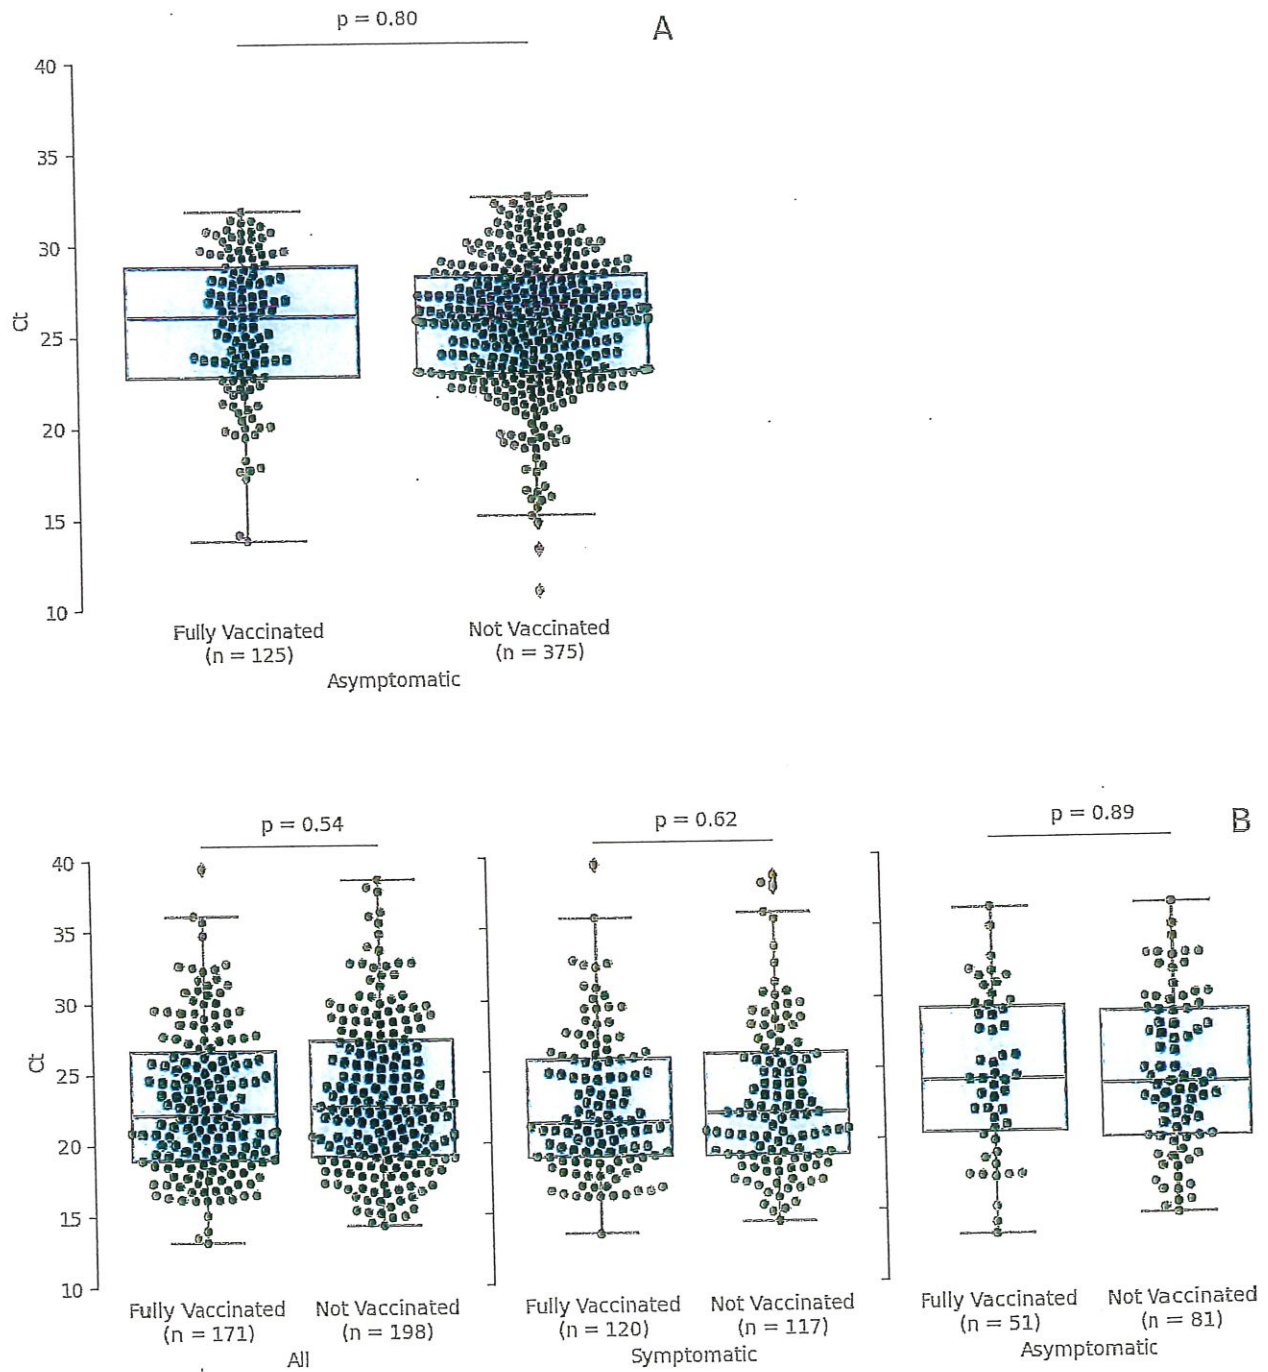 p = 0.80
A
40
35
30
25
20
15
10
Ct
Fully Vaccinated
(n = 125)
Not Vaccinated
(n = 375)
Asymptomatic
p = 0.54
p = 0.62
p = 0.89
B
40
35
30
25
20
15
10
Ct
Fully Vaccinated
(n = 171)
Not Vaccinated
(n = 198)
All
Fully Vaccinated
(n = 120)
Not Vaccinated
(n = 117)
Symptomatic
Fully Vaccinated
(n = 51)
Not Vaccinated
(n = 81)
Asymptomatic